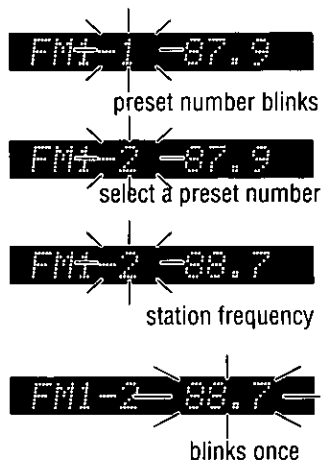 FM1-1 87.9
preset number blinks
FM1-2 87.9
select a preset number
FM1-2 88.7
station frequency
FM1-2 88.7
blinks once